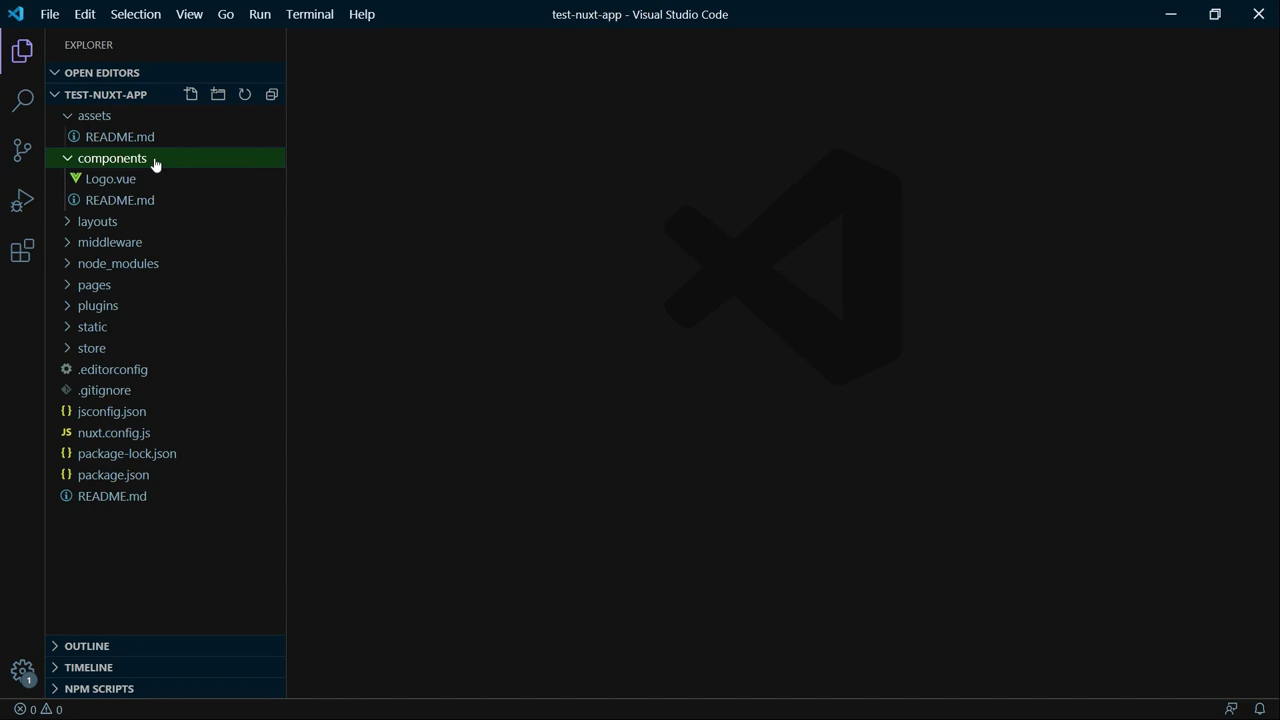 File Edit Selection View Go Run Terminal Help test-nuxt-app - Visual Studio Code
EXPLORER
OPEN EDITORS
TEST-NUXT-APP
assets
README.md
components
Logo.vue
README.md
layouts
middleware
node_modules
pages
plugins
static
store
.editorconfig
.gitignore
{} jsconfig.json
JS nuxt.config.js
{} package-lock.json
{} package.json
README.md
OUTLINE
TIMELINE
1
NPM SCRIPTS
0 0